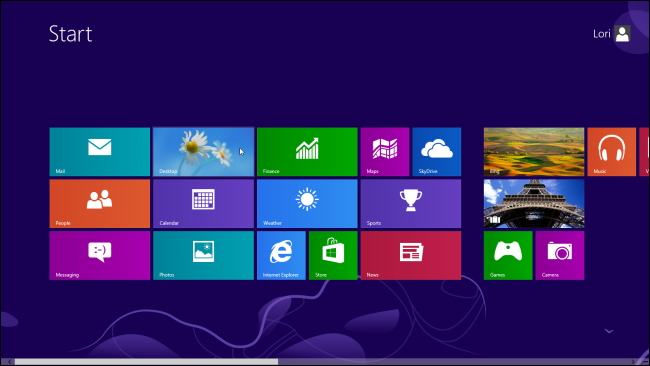 Start
Lori
Mail
Desktop
Finance
Maps
SkyDrive
Bing
Music
V
People
Calendar
Weather
Sports
Messaging
:-)
Photos
Internet Explorer
Store
News
Games
Camera